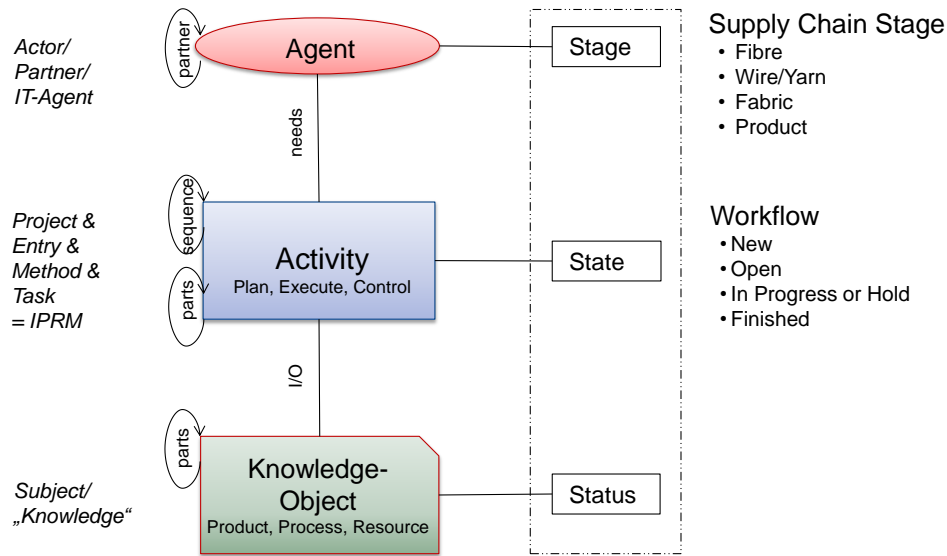 Actor/
Partner/
IT-Agent
partner
Agent
Stage
Supply Chain Stage
• Fibre
• Wire/Yarn
• Fabric
• Product
needs
Project &
Entry &
Method &
Task
= IPRM
sequence
parts
Activity
Plan, Execute, Control
State
Workflow
• New
• Open
• In Progress or Hold
• Finished
I/O
Subject/
„Knowledge“
parts
Knowledge-
Object
Product, Process, Resource
Status